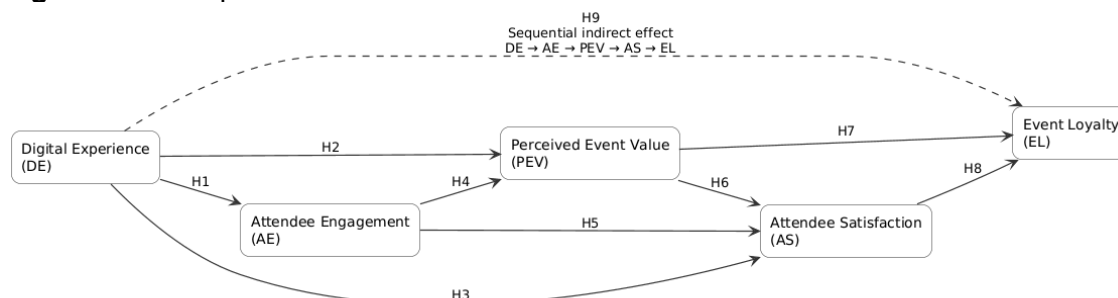 H9
Sequential indirect effect
DE → AE → PEV → AS → EL
Event Loyalty
(EL)
H7
Perceived Event Value
(PEV)
Digital Experience
(DE)
H2
H8
H1
H4
H6
Attendee Engagement
(AE)
H5
Attendee Satisfaction
(AS)
H3